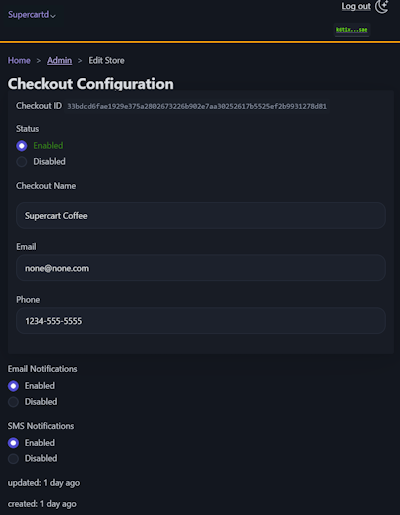 Supercartd
Log out
Home > Admin > Edit Store
Checkout Configuration
Checkout ID 33bdcd6fae1929e375a2802673226b902e7aa30252617b5525ef2b9931278d81
Status
Enabled
Disabled
Checkout Name
Supercart Coffee
Email
none@none.com
Phone
1234-555-5555
Email Notifications
Enabled
Disabled
SMS Notifications
Enabled
Disabled
updated: 1 day ago
created: 1 day ago